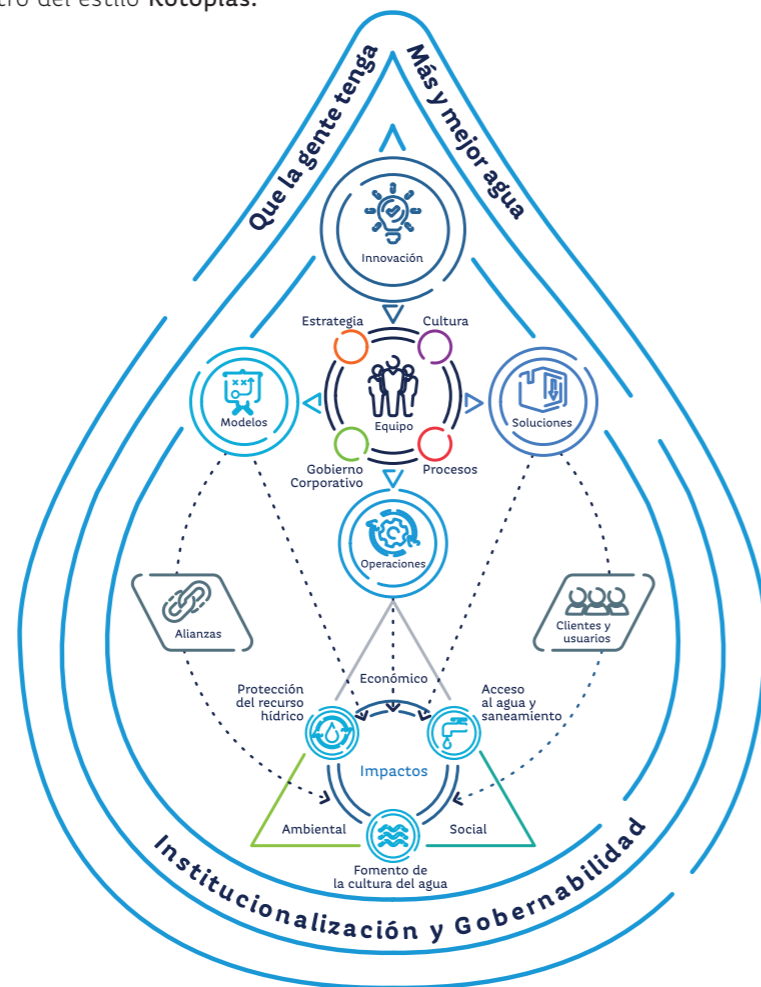 del estilo Rotoplas.
Que la gente tenga
Más y mejor agua
Innovación
Estrategia
Cultura
Modelos
Equipo
Soluciones
Gobierno
Corporativo
Procesos
Operaciones
Alianzas
Clientes y
usuarios
Económico
Protección
del recurso
hídrico
Acceso
al agua y
saneamiento
Impactos
Ambiental
Social
Fomento de
la cultura del agua
Institucionalización y Gobernabilidad